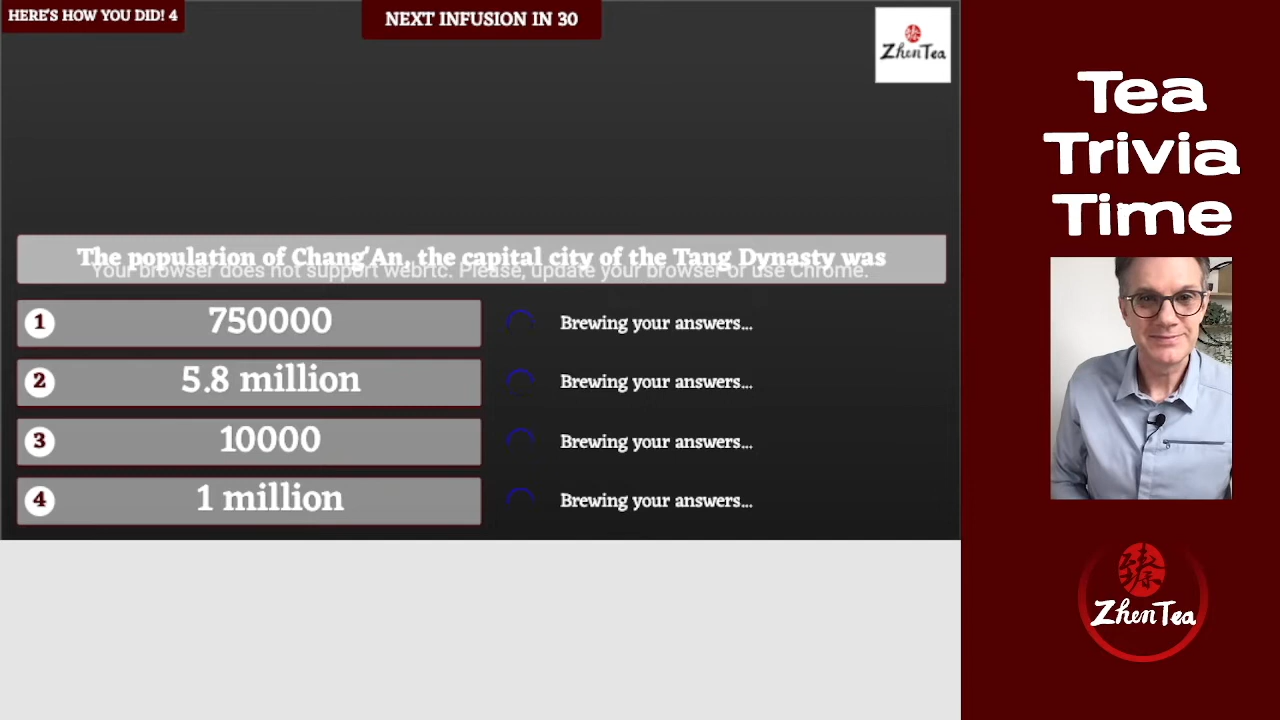 HERE'S HOW YOU DID! 4
NEXT INFUSION IN 30
ZhenTea
The population of Chang'An, the capital city of the Tang Dynasty was
Your browser does not support webrtc. Please, update your browser or use Chrome.
1 750000 Brewing your answers...
2 5.8 million Brewing your answers...
3 10000 Brewing your answers...
4 1 million Brewing your answers...
Tea
Trivia
Time
臻
ZhenTea